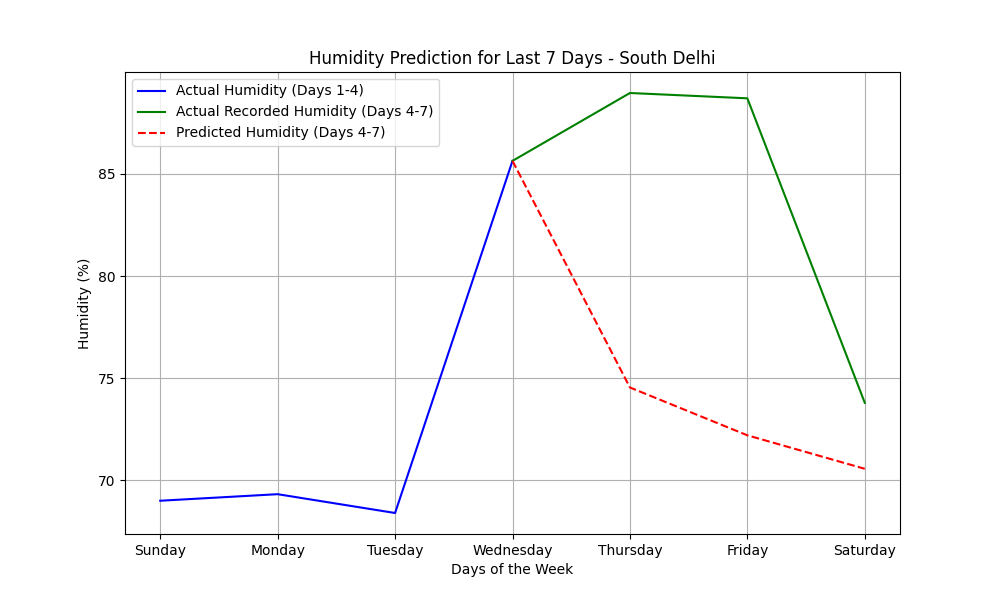 Humidity Prediction for Last 7 Days - South Delhi
Actual Humidity (Days 1-4)
Actual Recorded Humidity (Days 4-7)
Predicted Humidity (Days 4-7)
Humidity (%)
85
80
75
70
Sunday Monday Tuesday Wednesday Thursday Friday Saturday
Days of the Week